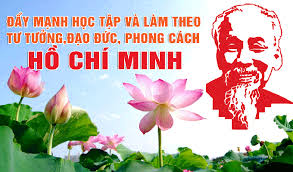 ĐẨY MẠNH HỌC TẬP VÀ LÀM THEO
TƯ TƯỞNG,ĐẠO ĐỨC, PHONG CÁCH
HỒ CHÍ MINH